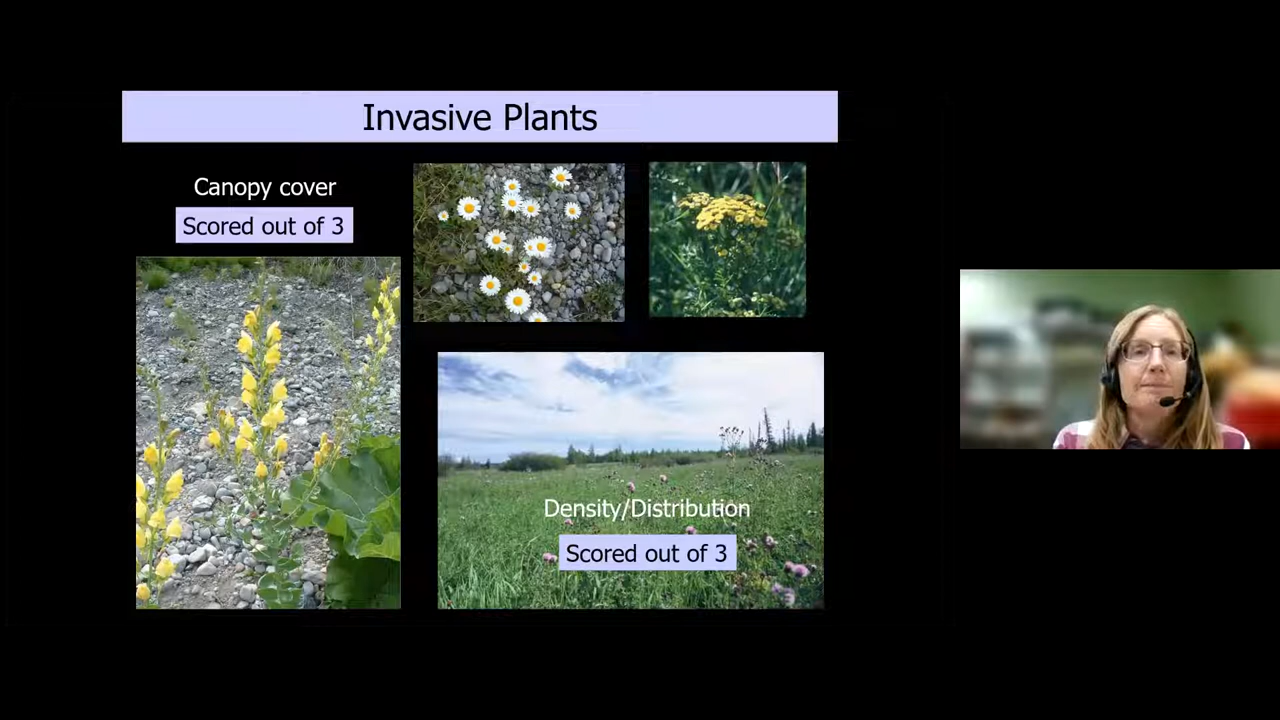 Invasive Plants
Canopy cover
Scored out of 3
Density/Distribution
Scored out of 3